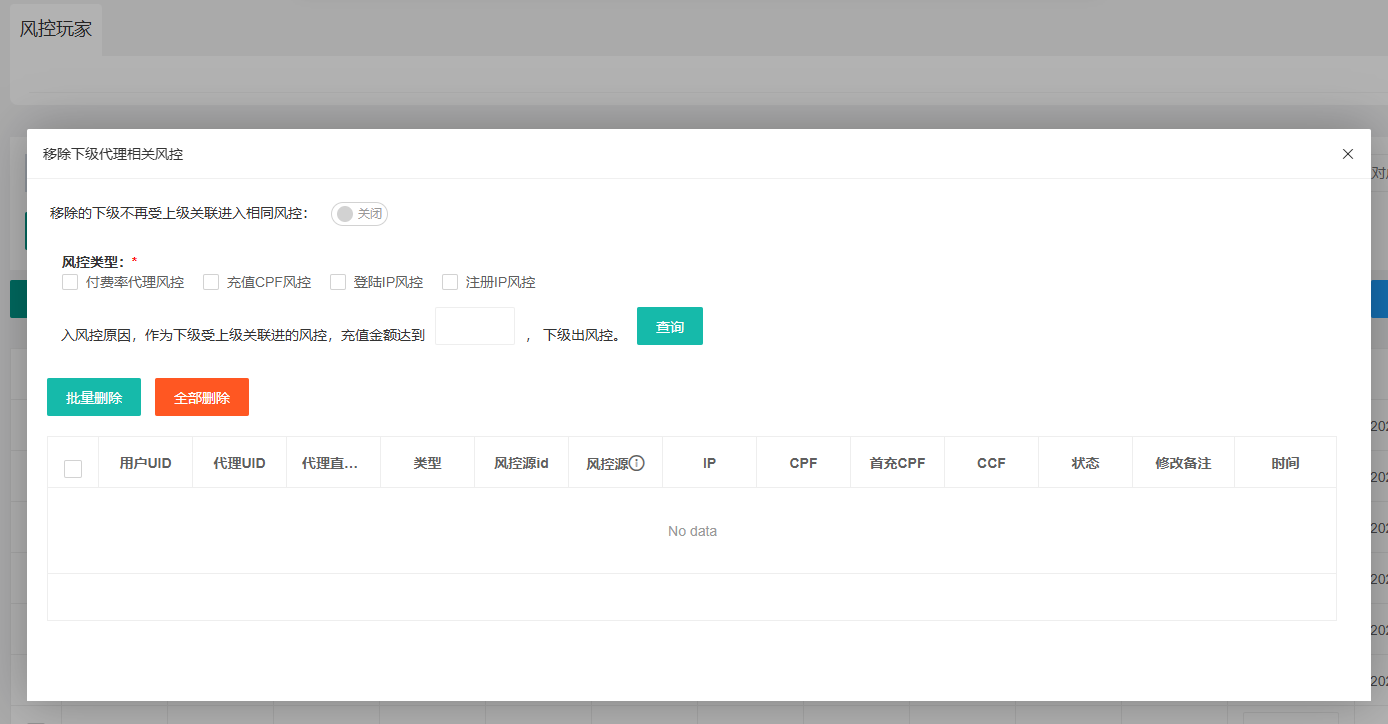 风控玩家
移除下级代理相关风控
移除的下级不再受上级关联进入相同风控： 关闭
风控类型： *
付费率代理风控 充值CPF风控 登陆IP风控 注册IP风控
入风控原因，作为下级受上级关联进的风控，充值金额达到 ， 下级出风控。 查询
批量删除 全部删除
用户UID 代理UID 代理直... 类型 风控源id 风控源 IP CPF 首充CPF CCF 状态 修改备注 时间
No data